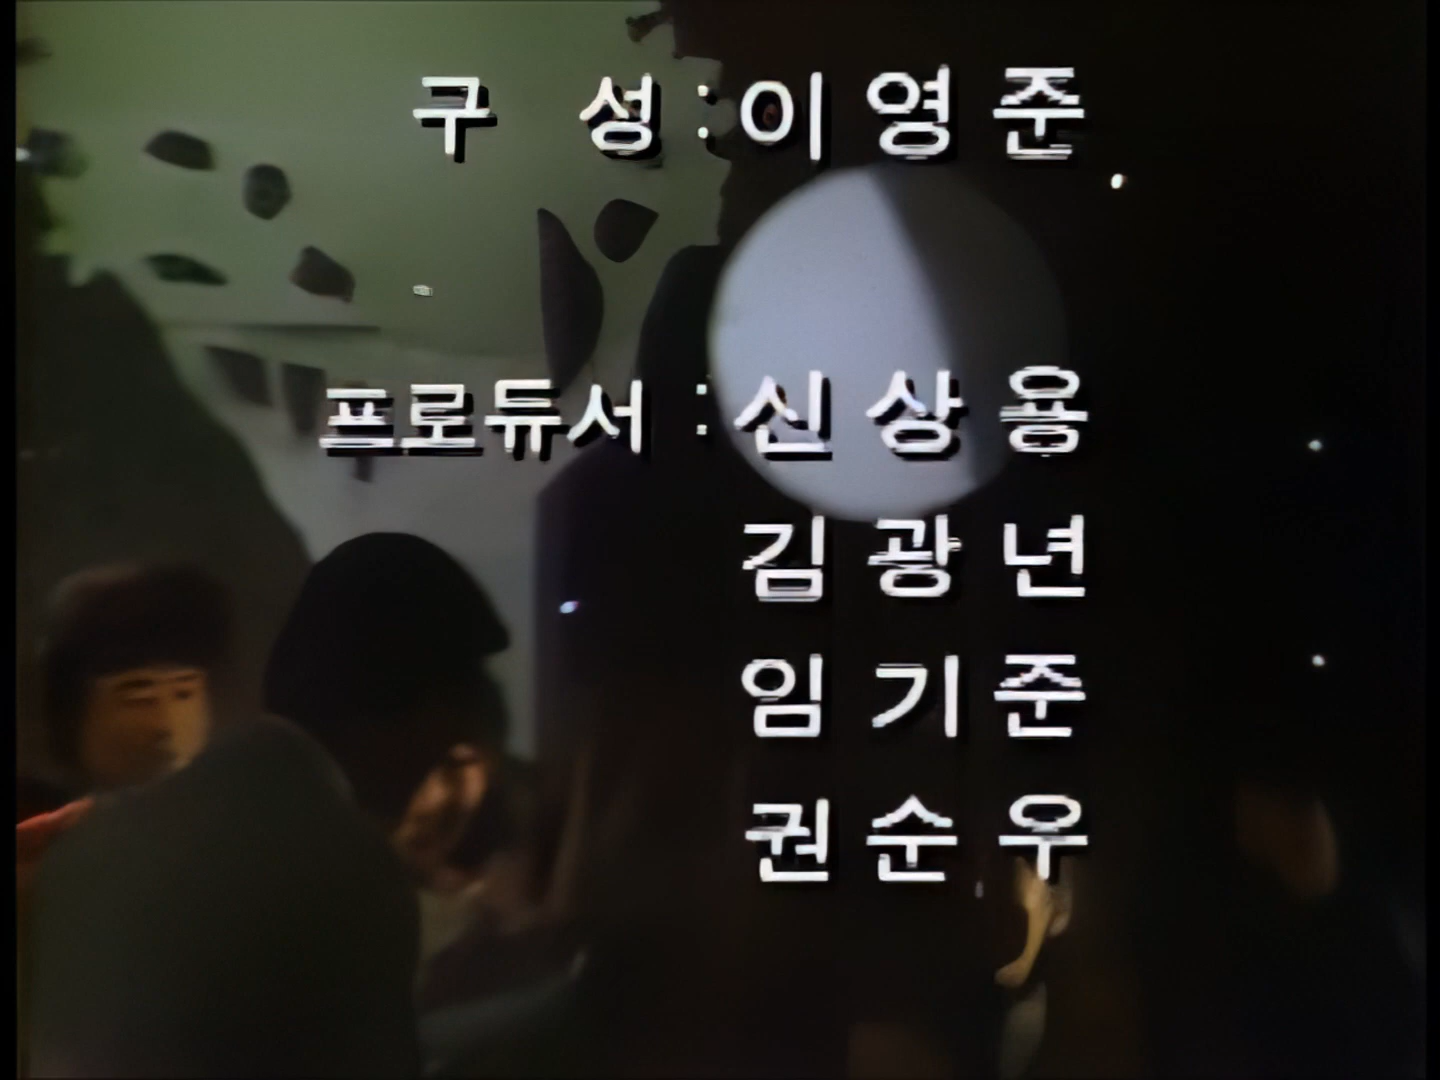 구 성 : 이 영 준
프로듀서 : 신 상 용
김 광 년
임 기 준
권 순 우